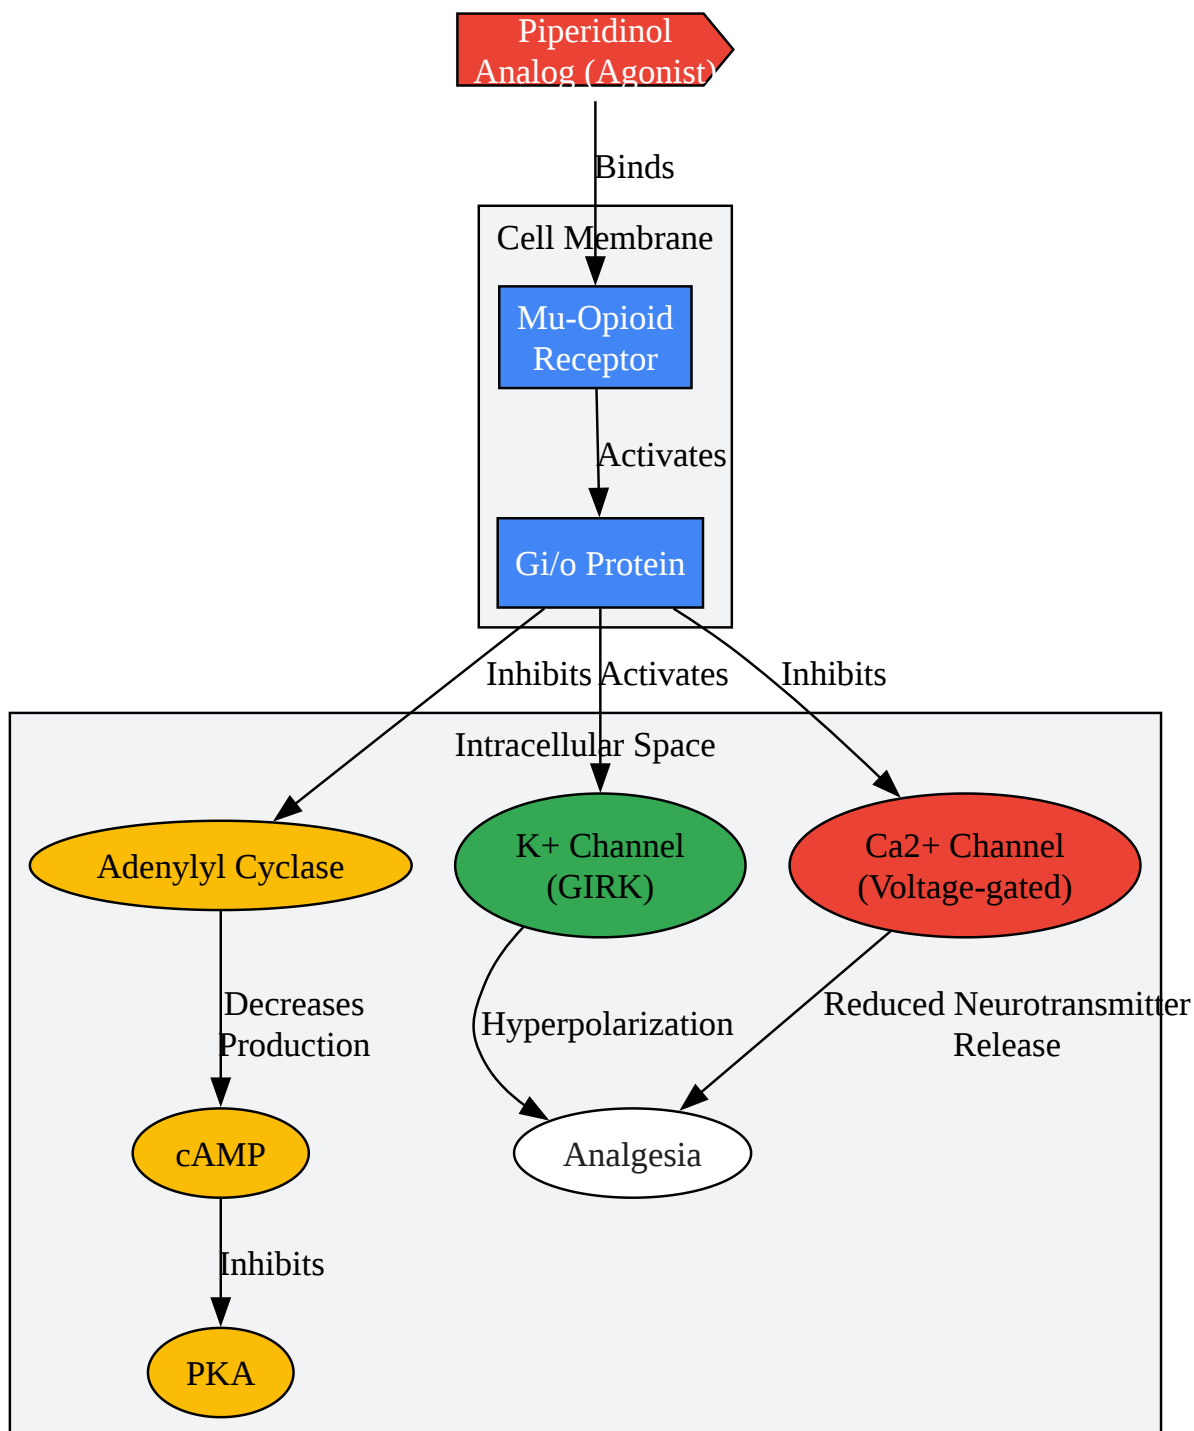 Piperidinol
Analog (Agonist)
Binds
Cell Membrane
Mu-Opioid
Receptor
Activates
Gi/o Protein
Inhibits
Activates
Inhibits
Intracellular Space
Adenylyl Cyclase
K+ Channel
(GIRK)
Ca2+ Channel
(Voltage-gated)
Decreases
Production
Hyperpolarization
Reduced Neurotransmitter
Release
cAMP
Analgesia
Inhibits
PKA